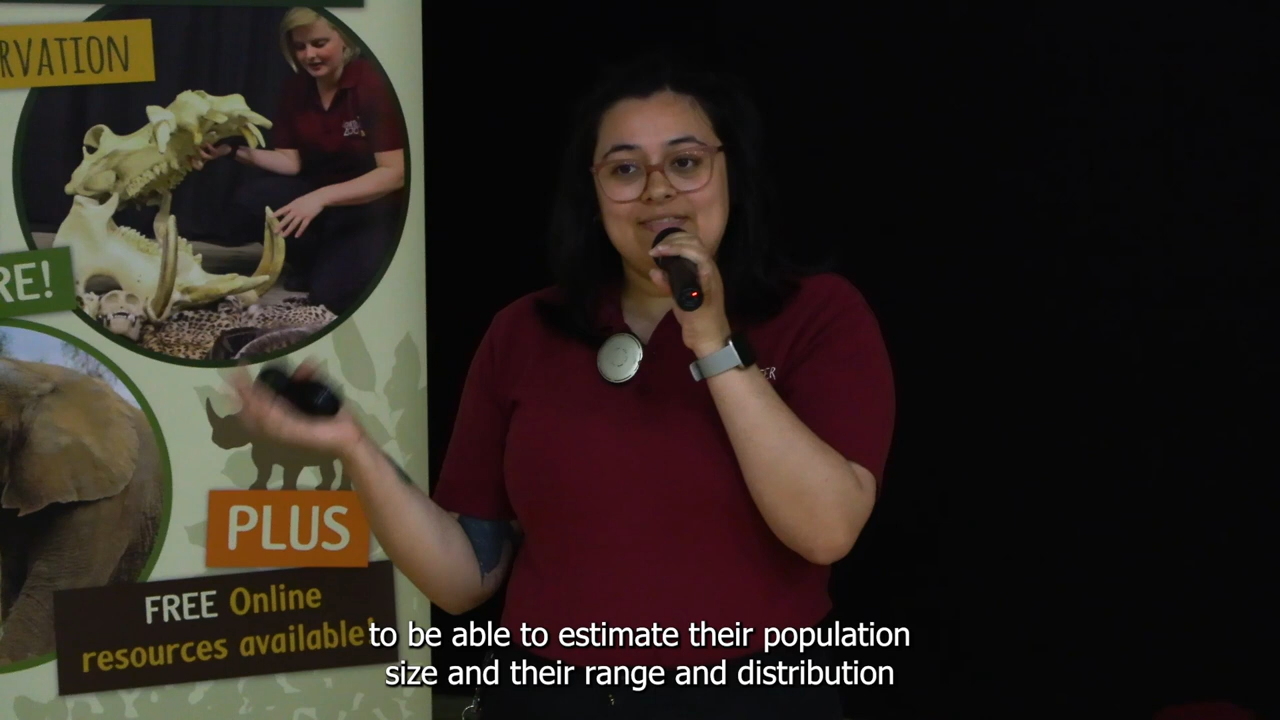 RVATION
ZOO
RE!
PLUS
FREE Online
resources available!
to be able to estimate their population
size and their range and distribution